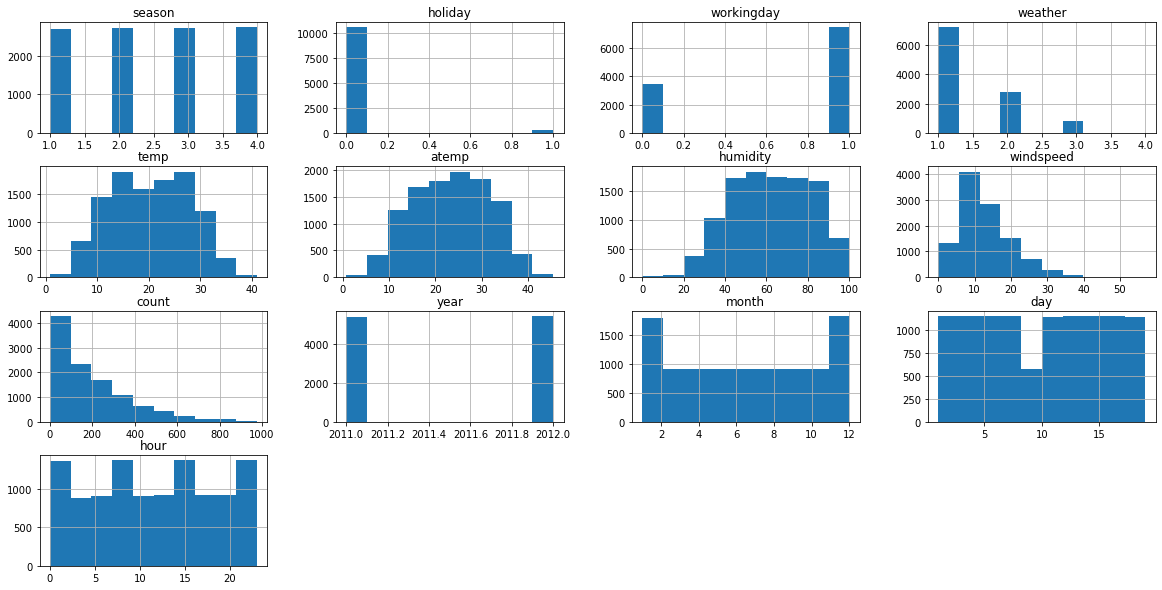 season
2000
1000
0
1.0 1.5 2.0 2.5 3.0 3.5 4.0
holiday
10000
7500
5000
2500
0
0.0 0.2 0.4 0.6 0.8 1.0
workingday
6000
4000
2000
0
0.0 0.2 0.4 0.6 0.8 1.0
weather
6000
4000
2000
0
1.0 1.5 2.0 2.5 3.0 3.5 4.0
temp
1500
1000
500
0
0 10 20 30 40
atemp
2000
1500
1000
500
0
0 10 20 30 40
humidity
1500
1000
500
0
0 20 40 60 80 100
windspeed
4000
3000
2000
1000
0
0 10 20 30 40 50
count
4000
3000
2000
1000
0
0 200 400 600 800 1000
year
4000
2000
0
2011.0 2011.2 2011.4 2011.6 2011.8 2012.0
month
1500
1000
500
0
2 4 6 8 10 12
day
1000
750
500
250
0
5 10 15
hour
1000
500
0
0 5 10 15 20